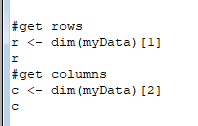 #get rows
r <- dim(myData)[1]
r
#get columns
c <- dim(myData)[2]
c